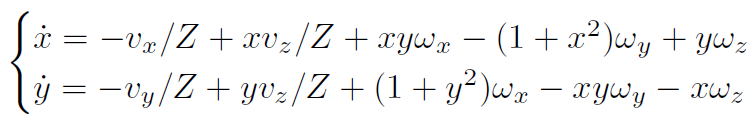 ẋ = −v_x/Z + xv_z/Z + xyω_x − (1 + x²)ω_y + yω_z
ẏ = −v_y/Z + yv_z/Z + (1 + y²)ω_x − xyω_y − xω_z